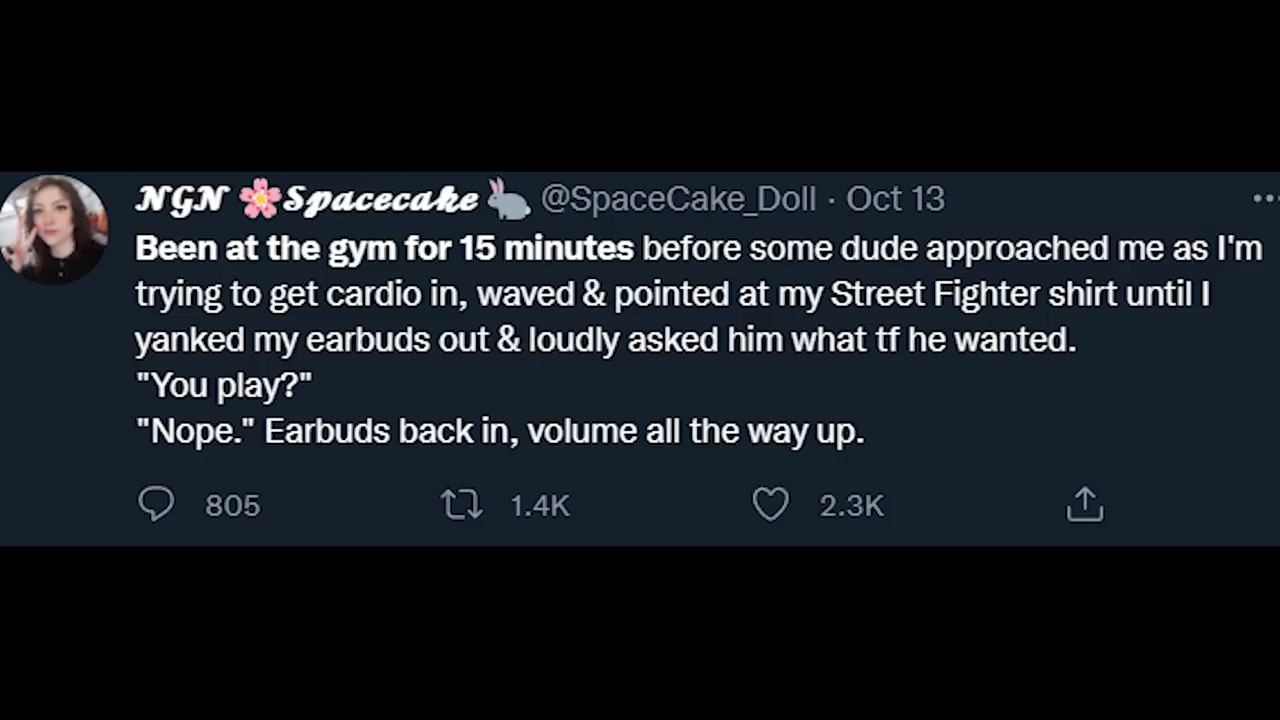 𝓝𝓖𝓝 🌸𝓢𝓹𝓪𝓬𝓮𝓬𝓪𝓴𝓮 🐇 @SpaceCake_Doll · Oct 13
Been at the gym for 15 minutes before some dude approached me as I'm
trying to get cardio in, waved & pointed at my Street Fighter shirt until I
yanked my earbuds out & loudly asked him what tf he wanted.
"You play?"
"Nope." Earbuds back in, volume all the way up.
805 1.4K 2.3K